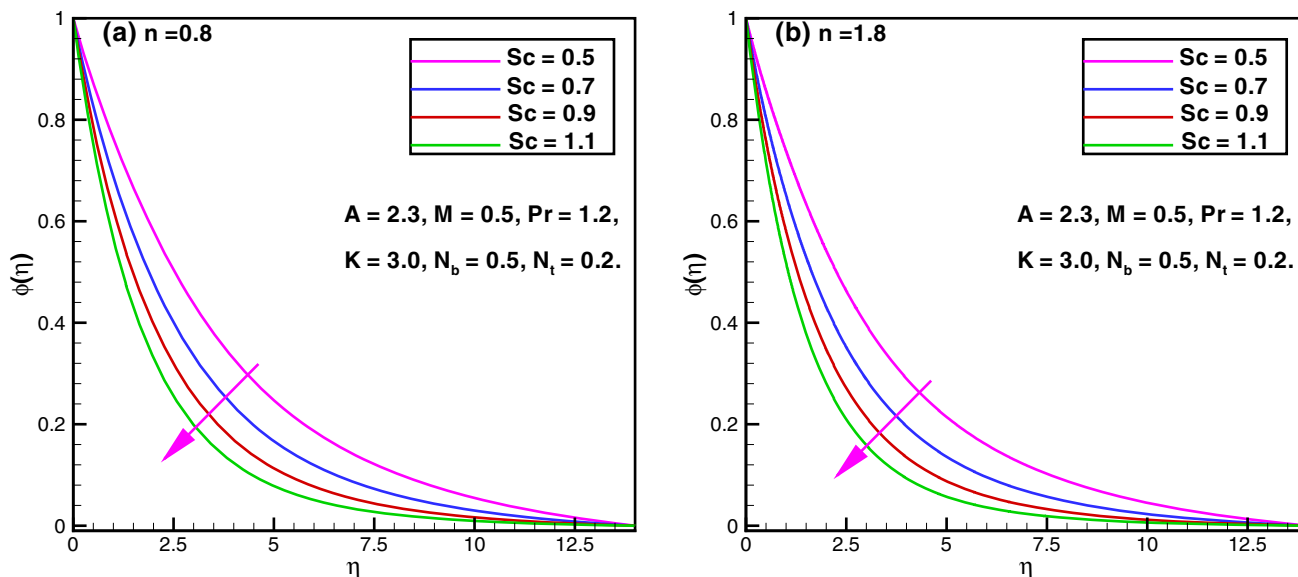 (a) n =0.8
Sc = 0.5
Sc = 0.7
Sc = 0.9
Sc = 1.1
A = 2.3, M = 0.5, Pr = 1.2,
K = 3.0, N_b = 0.5, N_t = 0.2.
ϕ(η)
1
0.8
0.6
0.4
0.2
0
0 2.5 5 7.5 10 12.5
η
(b) n =1.8
Sc = 0.5
Sc = 0.7
Sc = 0.9
Sc = 1.1
A = 2.3, M = 0.5, Pr = 1.2,
K = 3.0, N_b = 0.5, N_t = 0.2.
ϕ(η)
1
0.8
0.6
0.4
0.2
0
0 2.5 5 7.5 10 12.5
η